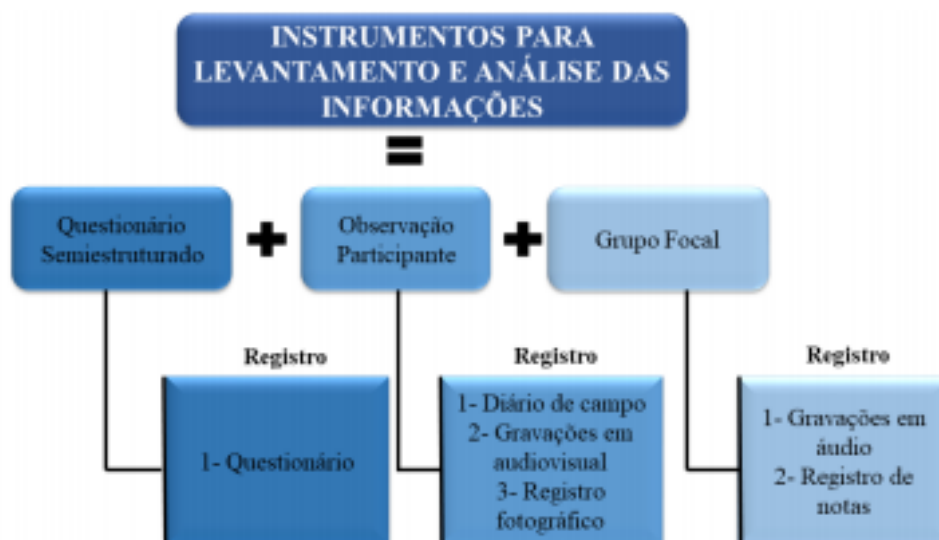 INSTRUMENTOS PARA
LEVANTAMENTO E ANÁLISE DAS
INFORMAÇÕES
=
Questionário
Semiestruturado
+
Observação
Participante
+
Grupo Focal
Registro
1- Questionário
Registro
1- Diário de campo
2- Gravações em
audiovisual
3- Registro
fotográfico
Registro
1- Gravações em
áudio
2- Registro de
notas